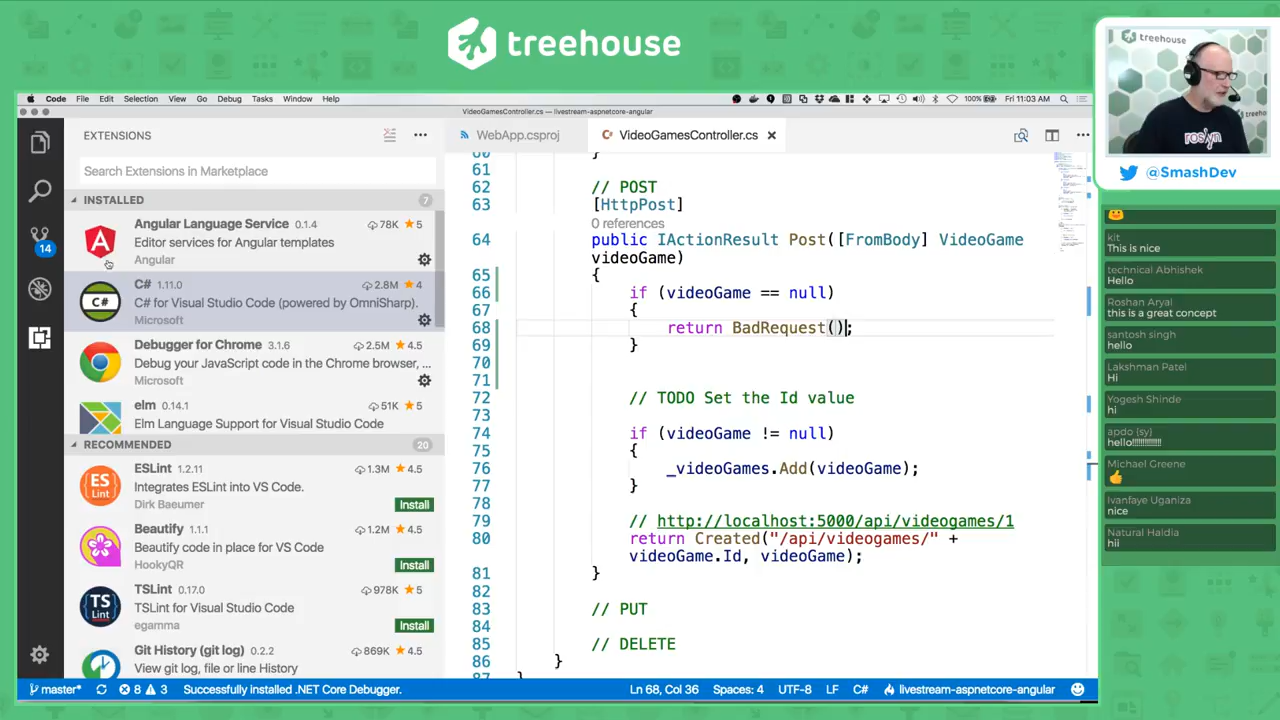 treehouse
Code File Edit Selection View Go Debug Tasks Window Help
100% Fri 11:03 AM
VideoGamesController.cs — livestream-aspnetcore-angular
EXTENSIONS
Search Extensions in Marketplace
INSTALLED 7
Angular Language Service 0.1.4 78K 5
Editor services for Angular templates
Angular
C# 1.11.0 2.8M 4
C# for Visual Studio Code (powered by OmniSharp).
Microsoft
Debugger for Chrome 3.1.6 2.5M 4.5
Debug your JavaScript code in the Chrome browser, ...
Microsoft
elm 0.14.1 51K 5
Elm Language Support for Visual Studio Code
RECOMMENDED 20
ESLint 1.2.11 1.3M 4.5
Integrates ESLint into VS Code.
Dirk Baeumer Install
Beautify 1.1.1 1.2M 4.5
Beautify code in place for VS Code
HookyQR Install
TSLint 0.17.0 978K 5
TSLint for Visual Studio Code
egamma Install
Git History (git log) 0.2.2 869K 4.5
View git log, file or line History
14
WebApp.csproj
VideoGamesController.cs
60 }
61
62 // POST
63 [HttpPost]
0 references
64 public IActionResult Post([FromBody] VideoGame
videoGame)
65 {
66 if (videoGame == null)
67 {
68 return BadRequest();
69 }
70
71
72 // TODO Set the Id value
73
74 if (videoGame != null)
75 {
76 _videoGames.Add(videoGame);
77 }
78
79 // http://localhost:5000/api/videogames/1
80 return Created("/api/videogames/" +
videoGame.Id, videoGame);
81 }
82
83 // PUT
84
85 // DELETE
86 }
87 }
master* 8 3 Successfully installed .NET Core Debugger.
Ln 68, Col 36 Spaces: 4 UTF-8 LF C# livestream-aspnetcore-angular
treehouse
roslyn
@SmashDev
kit
This is nice
technical Abhishek
Hello
Roshan Aryal
this is a great concept
santosh singh
hello
Lakshman Patel
Hi
Yogesh Shinde
hi
apdo (sy)
hello!!!!!!!!!!!!!
Michael Greene
👍
Ivanfaye Uganiza
nice
Natural Haldia
hii